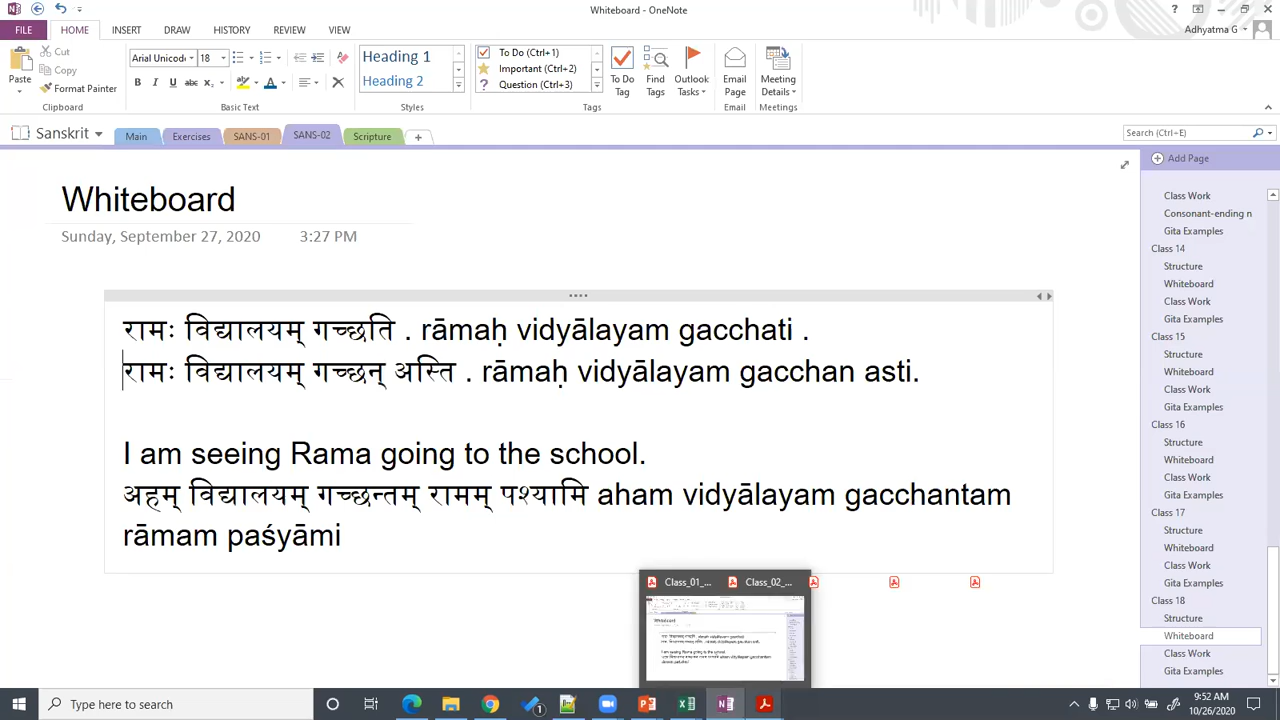 Whiteboard - OneNote
Adhyatma G
FILE HOME INSERT DRAW HISTORY REVIEW VIEW
Paste
Cut
Copy
Format Painter
Clipboard
Arial Unicod 18
B I U abc x₂ A
Basic Text
Heading 1
Heading 2
Styles
To Do (Ctrl+1)
Important (Ctrl+2)
Question (Ctrl+3)
To Do Tag
Find Tags
Outlook Tasks
Tags
Email Page
Email
Meeting Details
Meetings
Sanskrit Main Exercises SANS-01 SANS-02 Scripture
Search (Ctrl+E)
Whiteboard
Sunday, September 27, 2020 3:27 PM
रामः विद्यालयम् गच्छति . rāmaḥ vidyālayam gacchati .
रामः विद्यालयम् गच्छन् अस्ति . rāmaḥ vidyālayam gacchan asti.
I am seeing Rama going to the school.
अहम् विद्यालयम् गच्छन्तम् रामम् पश्यामि aham vidyālayam gacchantam
rāmam paśyāmi
Add Page
Class Work
Consonant-ending n
Gita Examples
Class 14
Structure
Whiteboard
Class Work
Gita Examples
Class 15
Structure
Whiteboard
Class Work
Gita Examples
Class 16
Structure
Whiteboard
Class Work
Gita Examples
Class 17
Structure
Whiteboard
Class Work
Gita Examples
Class 18
Structure
Whiteboard
Class Work
Gita Examples
Class_01_... Class_02_...
Type here to search
9:52 AM
10/26/2020